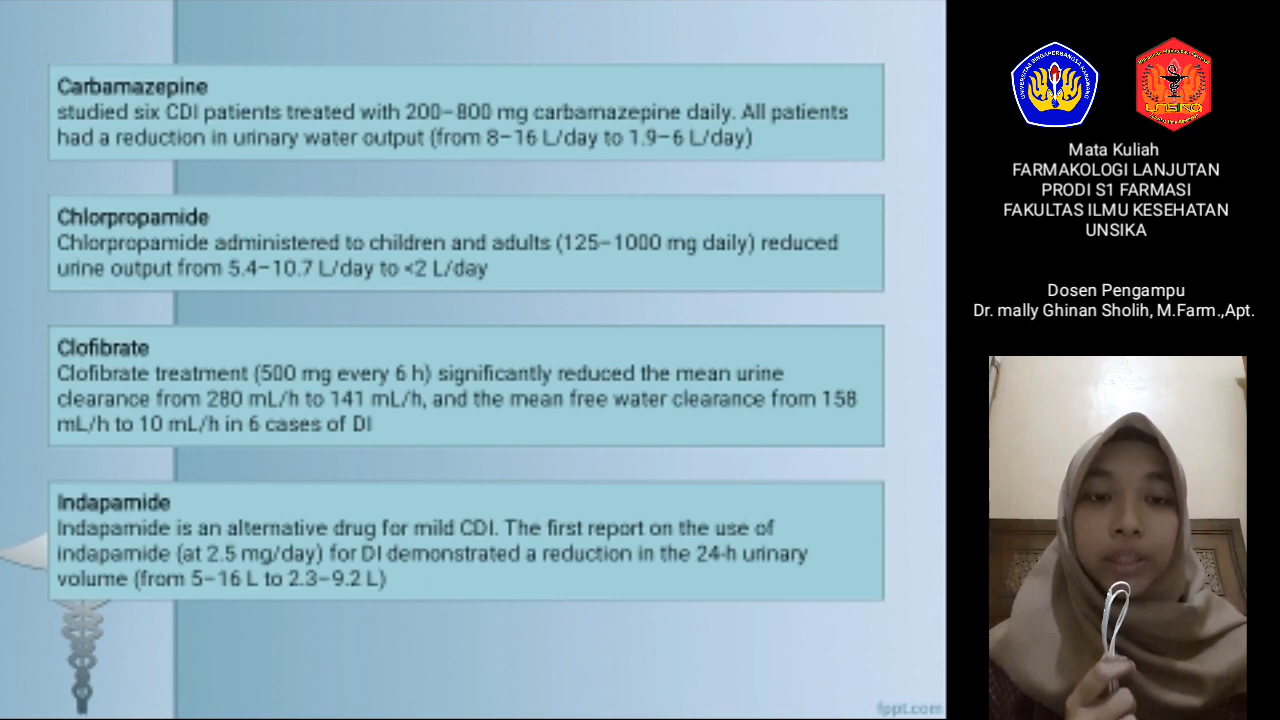 Carbamazepine
studied six CDI patients treated with 200–800 mg carbamazepine daily. All patients
had a reduction in urinary water output (from 8–16 L/day to 1.9–6 L/day)
Chlorpropamide
Chlorpropamide administered to children and adults (125–1000 mg daily) reduced
urine output from 5.4–10.7 L/day to <2 L/day
Clofibrate
Clofibrate treatment (500 mg every 6 h) significantly reduced the mean urine
clearance from 280 mL/h to 141 mL/h, and the mean free water clearance from 158
mL/h to 10 mL/h in 6 cases of DI
Indapamide
Indapamide is an alternative drug for mild CDI. The first report on the use of
indapamide (at 2.5 mg/day) for DI demonstrated a reduction in the 24-h urinary
volume (from 5–16 L to 2.3–9.2 L)
fppt.com
UNIVERSITAS SINGAPERBANGSA KARAWANG
UNSIKA
Mata Kuliah
FARMAKOLOGI LANJUTAN
PRODI S1 FARMASI
FAKULTAS ILMU KESEHATAN
UNSIKA
Dosen Pengampu
Dr. mally Ghinan Sholih, M.Farm.,Apt.